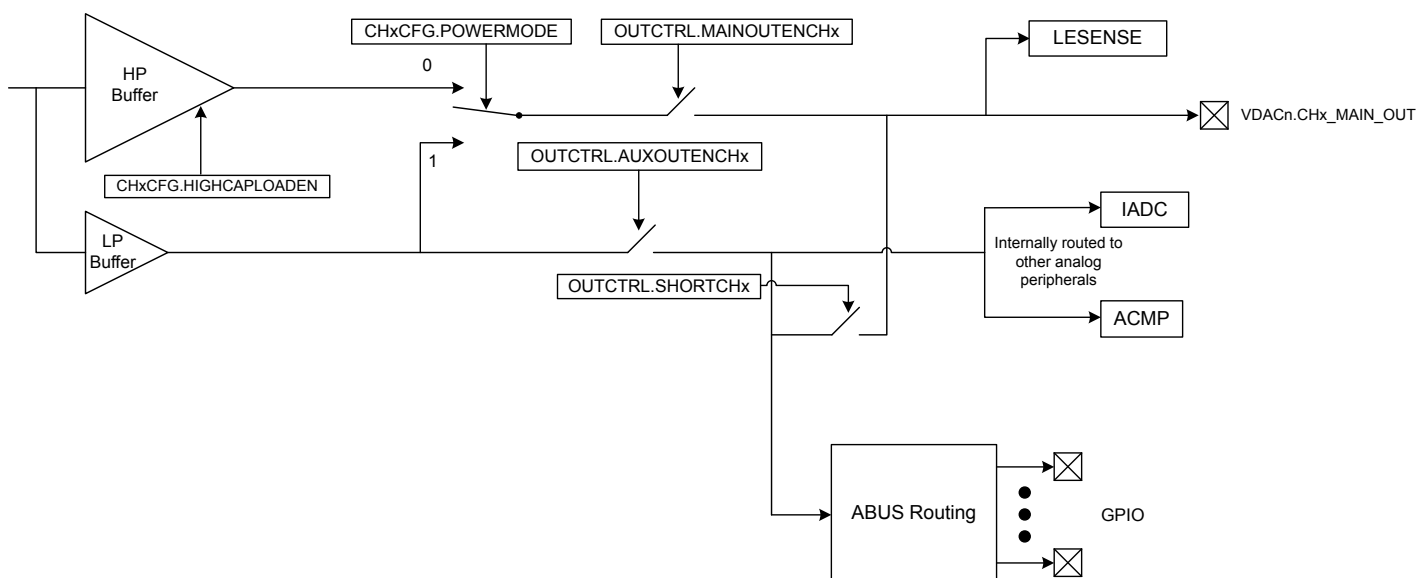 CHxCFG.POWERMODE
OUTCTRL.MAINOUTENCHx
LESENSE
HP
Buffer
0
VDACn.CHx_MAIN_OUT
1
OUTCTRL.AUXOUTENCHx
CHxCFG.HIGHCAPLOADEN
IADC
LP
Buffer
Internally routed to
other analog
peripherals
OUTCTRL.SHORTCHx
ACMP
ABUS Routing
GPIO